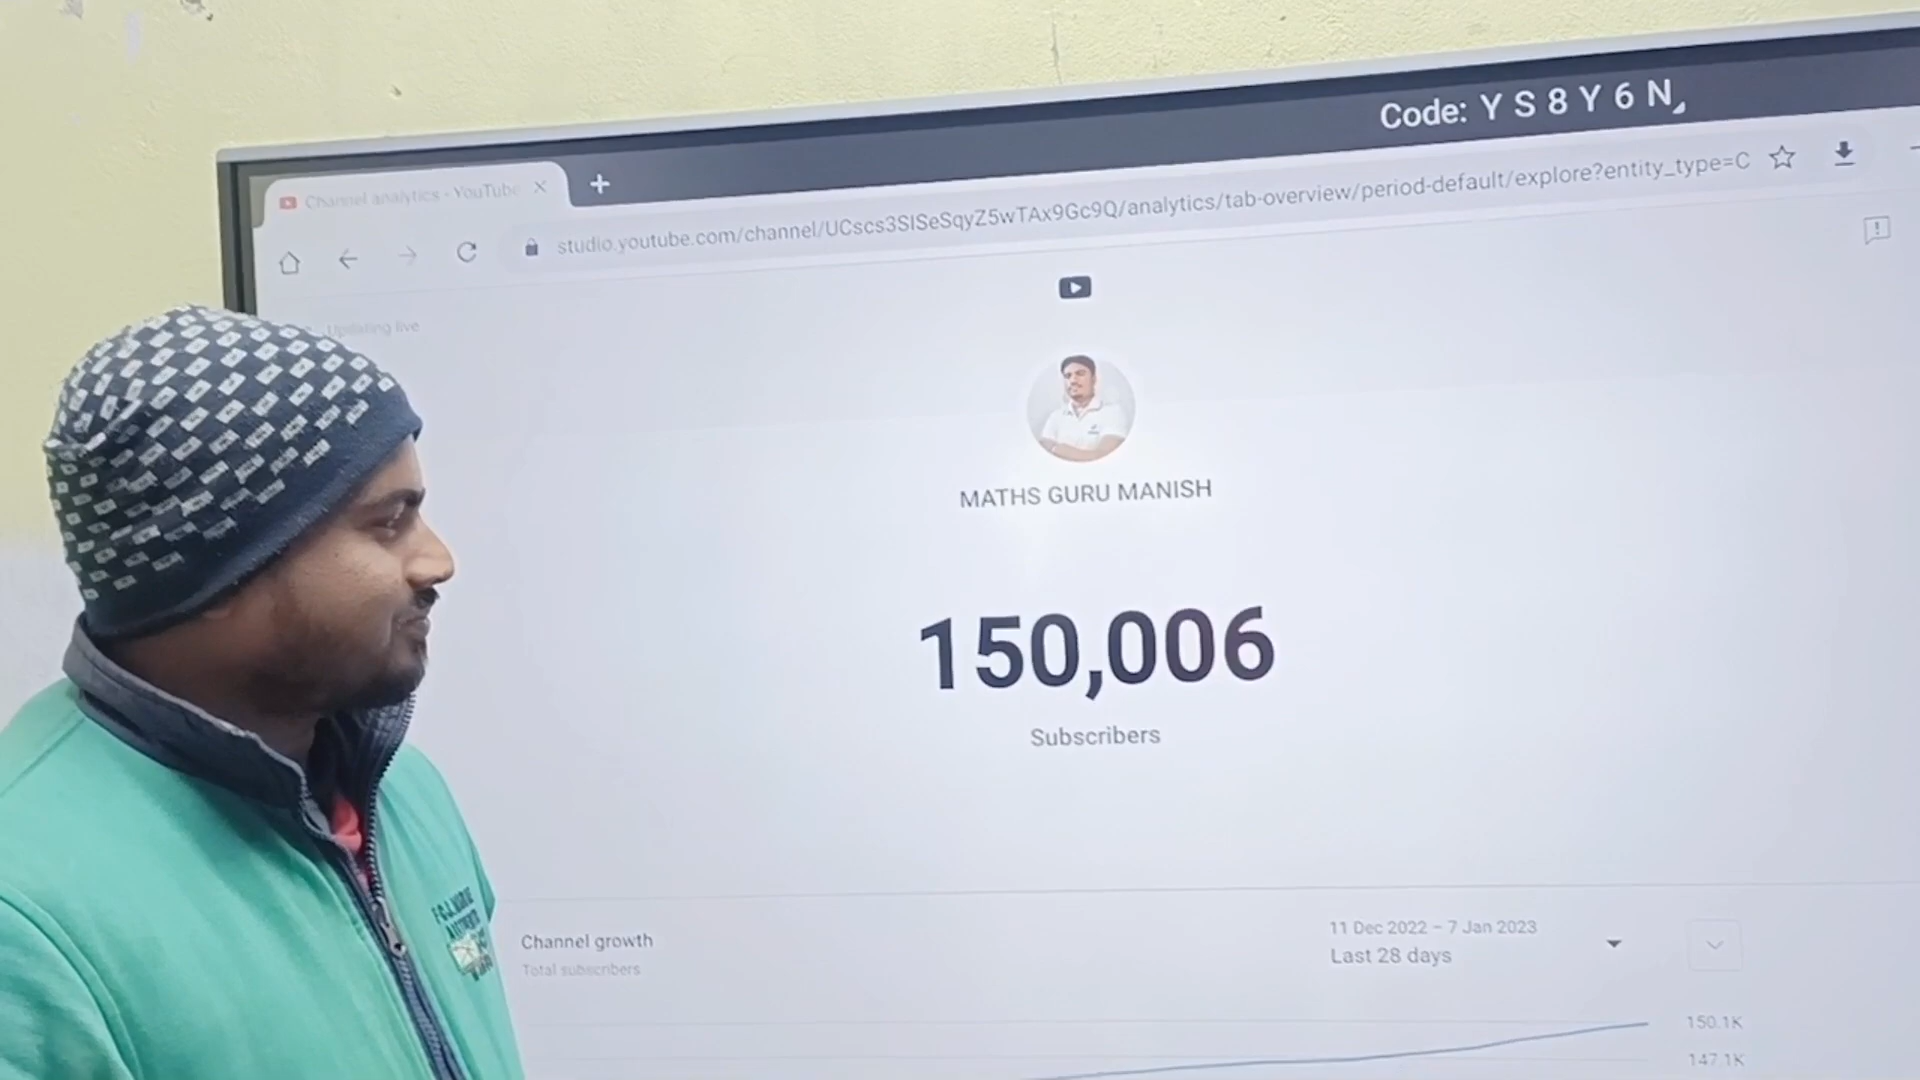 Code: Y S 8 Y 6 N
Channel analytics - YouTube
studio.youtube.com/channel/UCscs3SISeSqyZ5wTAx9Gc9Q/analytics/tab-overview/period-default/explore?entity_type=C
Updating live
MATHS GURU MANISH
150,006
Subscribers
Channel growth
Total subscribers
11 Dec 2022 – 7 Jan 2023
Last 28 days
150.1K
147.1K